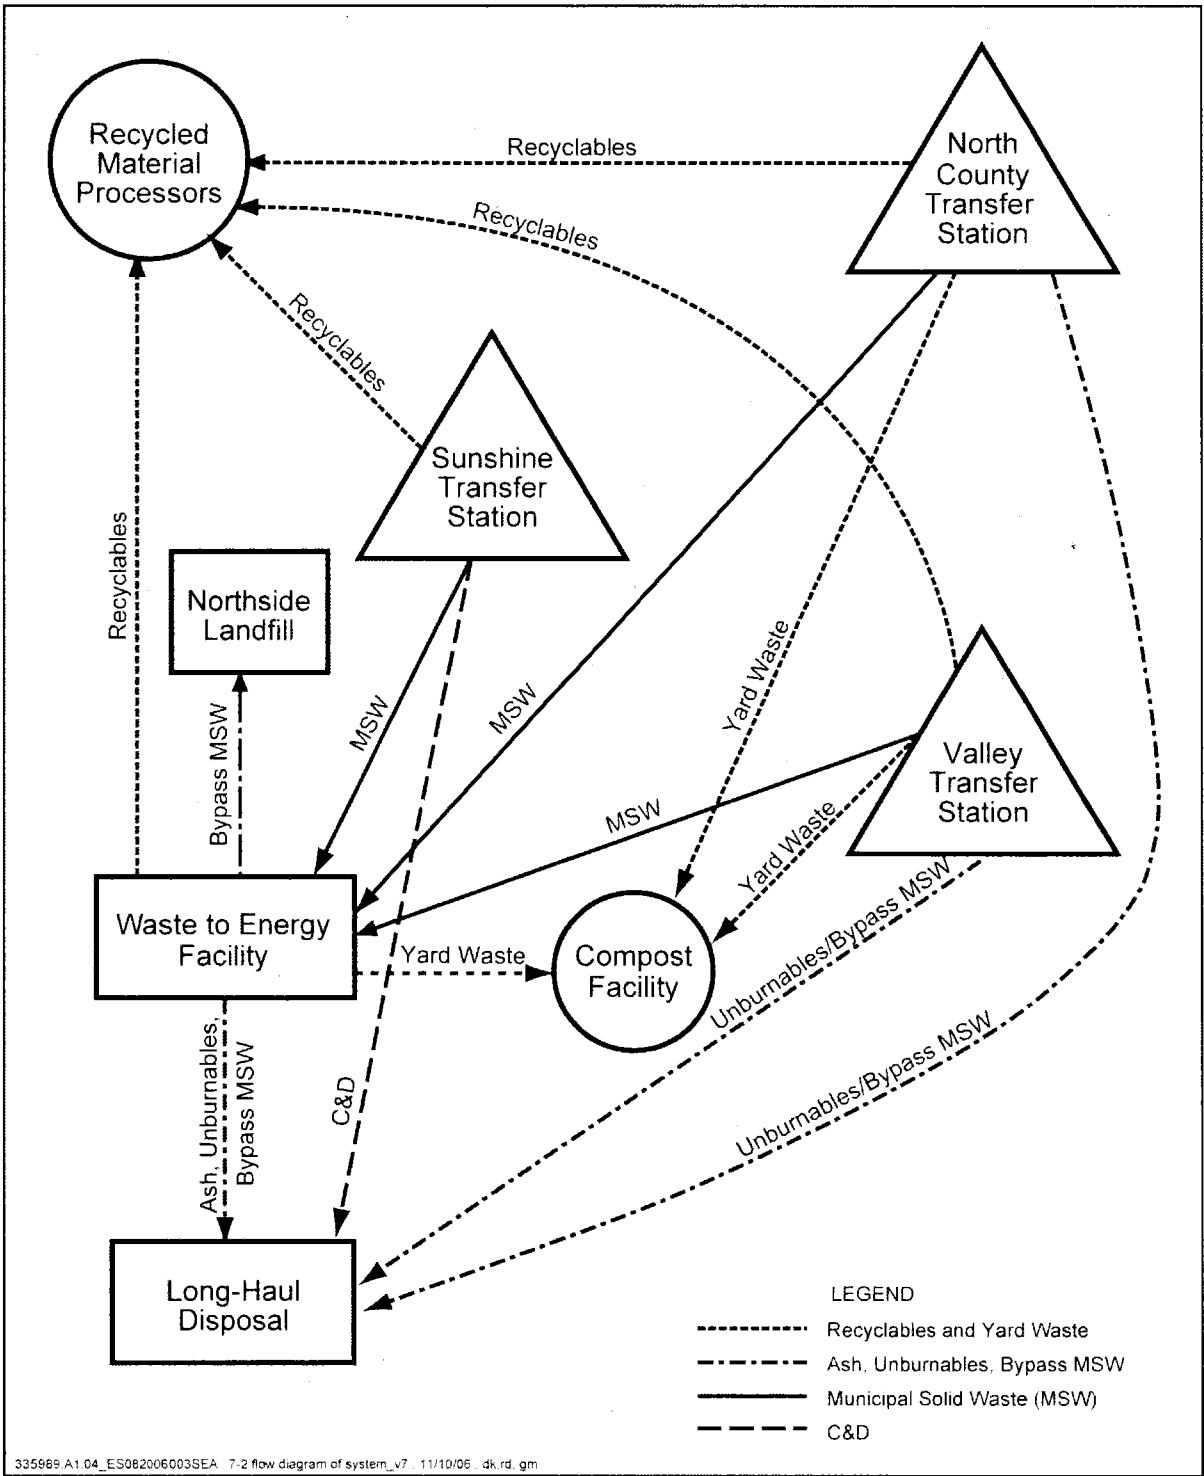 Recycled
Material
Processors
Recyclables
North
County
Transfer
Station
Recyclables
Recyclables
Sunshine
Transfer
Station
Recyclables
Northside
Landfill
Bypass MSW
MSW
MSW
Yard Waste
Valley
Transfer
Station
MSW
Yard Waste
Waste to Energy
Facility
Yard Waste
Compost
Facility
Unburnables/Bypass MSW
Unburnables/Bypass MSW
Ash, Unburnables,
Bypass MSW
C&D
Long-Haul
Disposal
LEGEND
Recyclables and Yard Waste
Ash, Unburnables, Bypass MSW
Municipal Solid Waste (MSW)
C&D
335989.A1.04_ES082006003SEA 7-2 flow diagram of system_v7 . 11/10/06 . dk,rd, gm